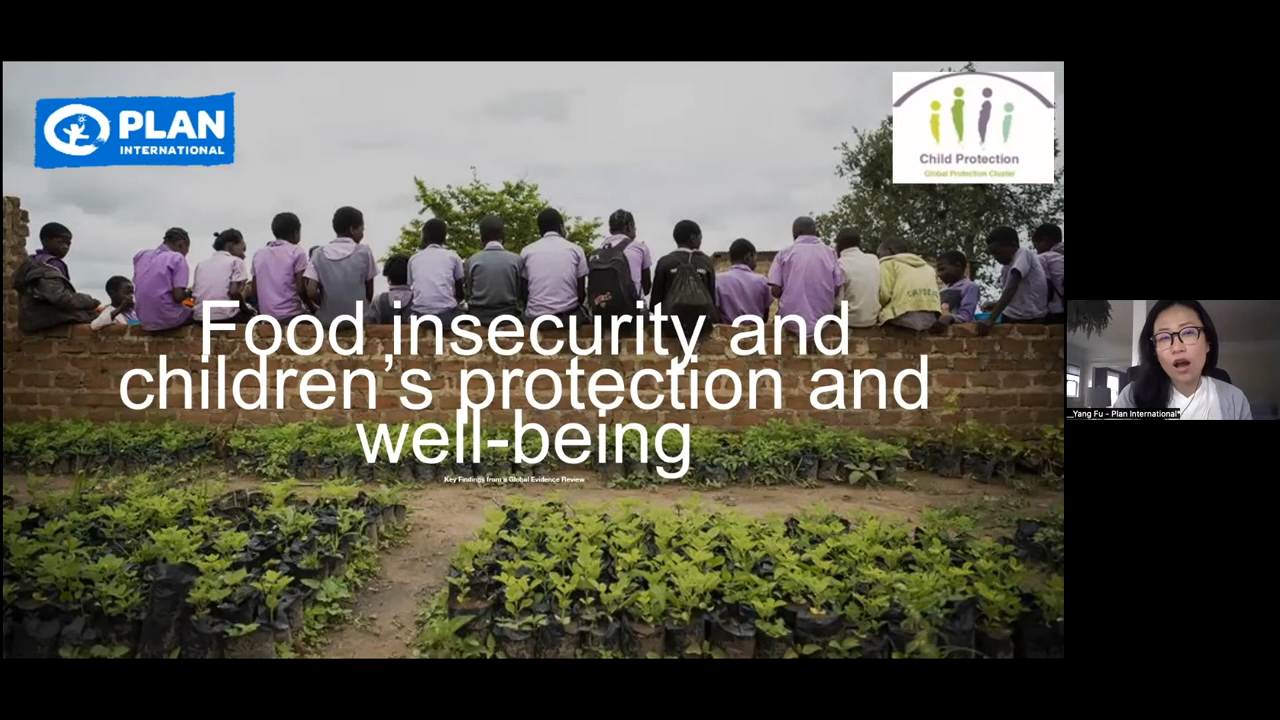 PLAN
INTERNATIONAL
Child Protection
Global Protection Cluster
Food insecurity and
children's protection and
well-being
Key Findings from a Global Evidence Review
__Yang Fu - Plan International*